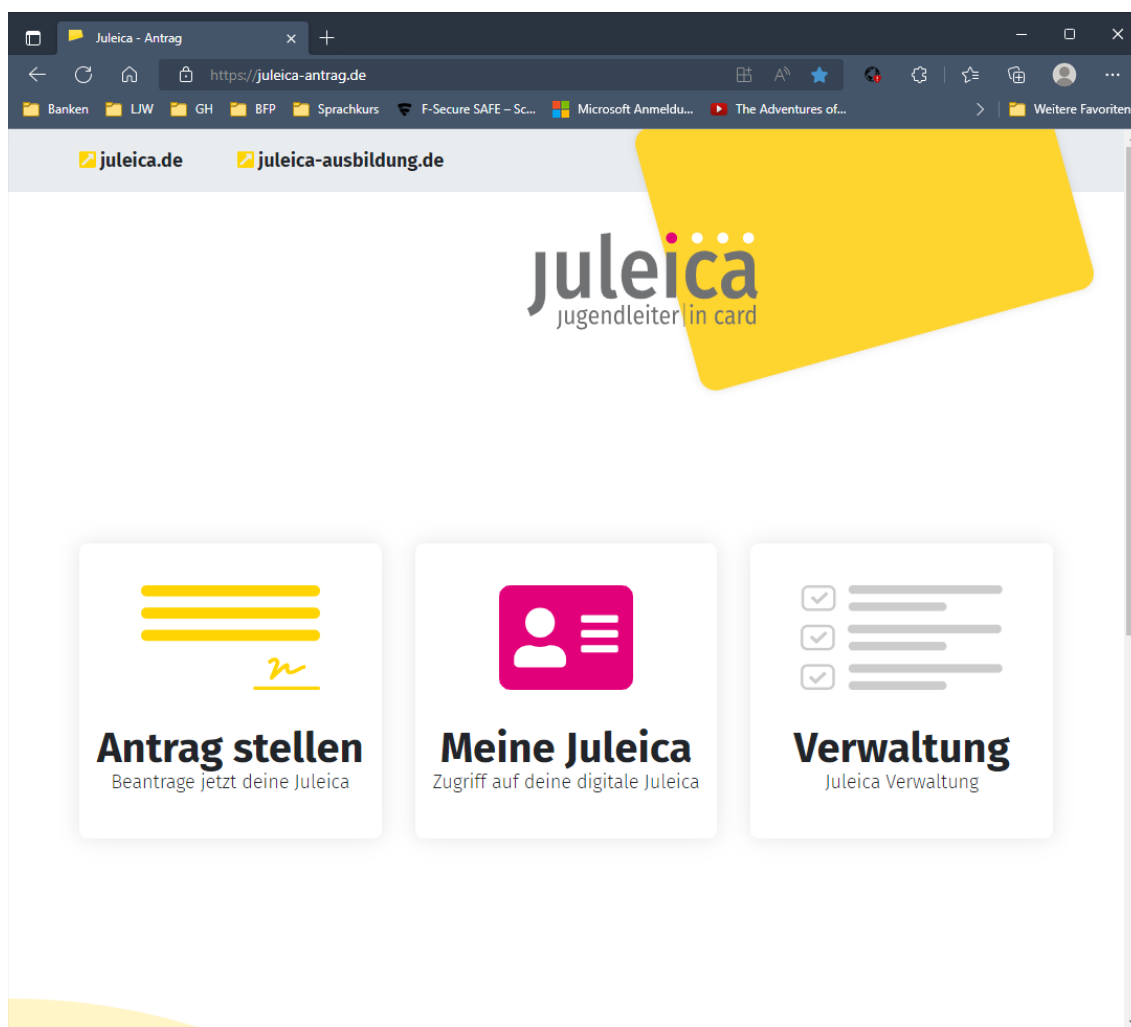 Juleica - Antrag
https://juleica-antrag.de
Banken LJW GH BFP Sprachkurs F-Secure SAFE – Sc... Microsoft Anmeldu... The Adventures of... Weitere Favoriten
juleica.de juleica-ausbildung.de
juleica
jugendleiter|in card
Antrag stellen
Beantrage jetzt deine Juleica
Meine Juleica
Zugriff auf deine digitale Juleica
Verwaltung
Juleica Verwaltung